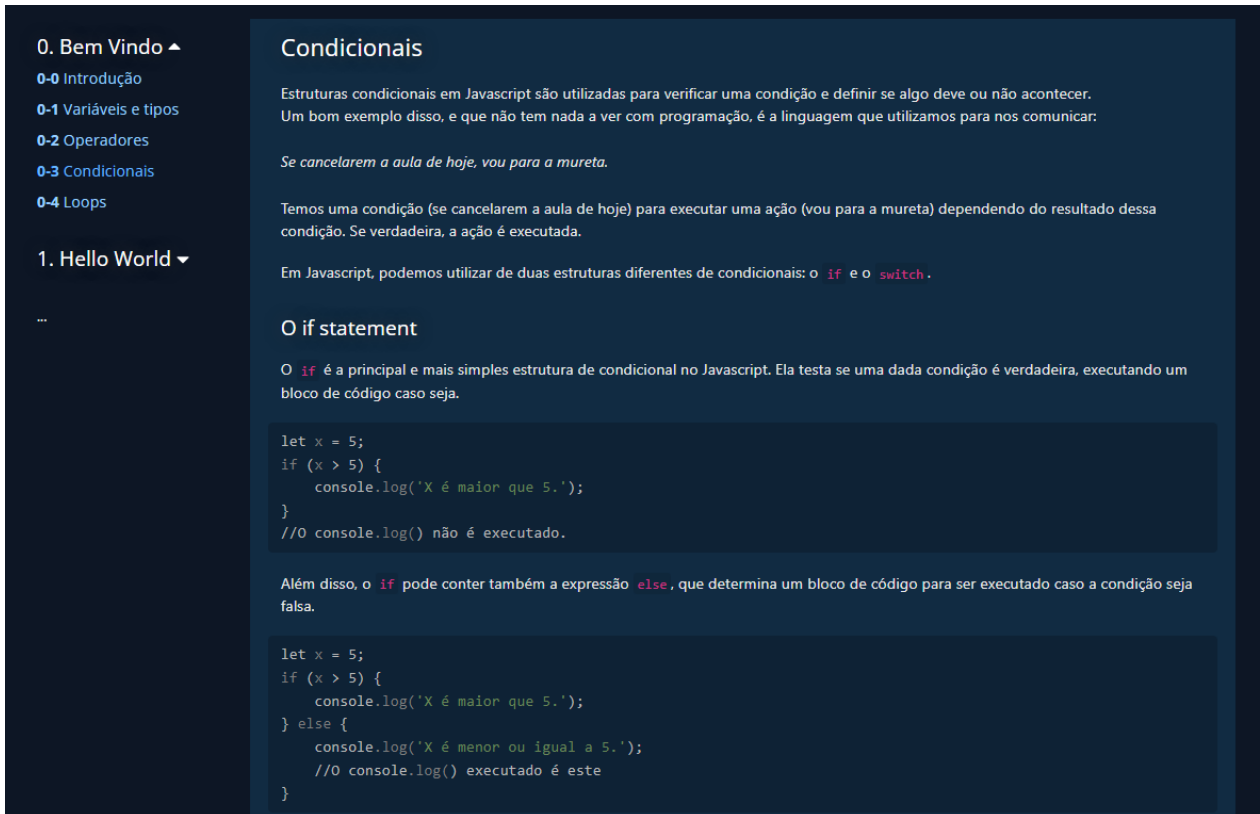 0. Bem Vindo
0-0 Introdução
0-1 Variáveis e tipos
0-2 Operadores
0-3 Condicionais
0-4 Loops
1. Hello World
...
Condicionais
Estruturas condicionais em Javascript são utilizadas para verificar uma condição e definir se algo deve ou não acontecer.
Um bom exemplo disso, e que não tem nada a ver com programação, é a linguagem que utilizamos para nos comunicar:
Se cancelarem a aula de hoje, vou para a mureta.
Temos uma condição (se cancelarem a aula de hoje) para executar uma ação (vou para a mureta) dependendo do resultado dessa
condição. Se verdadeira, a ação é executada.
Em Javascript, podemos utilizar de duas estruturas diferentes de condicionais: o if e o switch.
O if statement
O if é a principal e mais simples estrutura de condicional no Javascript. Ela testa se uma dada condição é verdadeira, executando um
bloco de código caso seja.
let x = 5;
if (x > 5) {
    console.log('X é maior que 5.');
}
//O console.log() não é executado.
Além disso, o if pode conter também a expressão else, que determina um bloco de código para ser executado caso a condição seja
falsa.
let x = 5;
if (x > 5) {
    console.log('X é maior que 5.');
} else {
    console.log('X é menor ou igual a 5.');
    //O console.log() executado é este
}